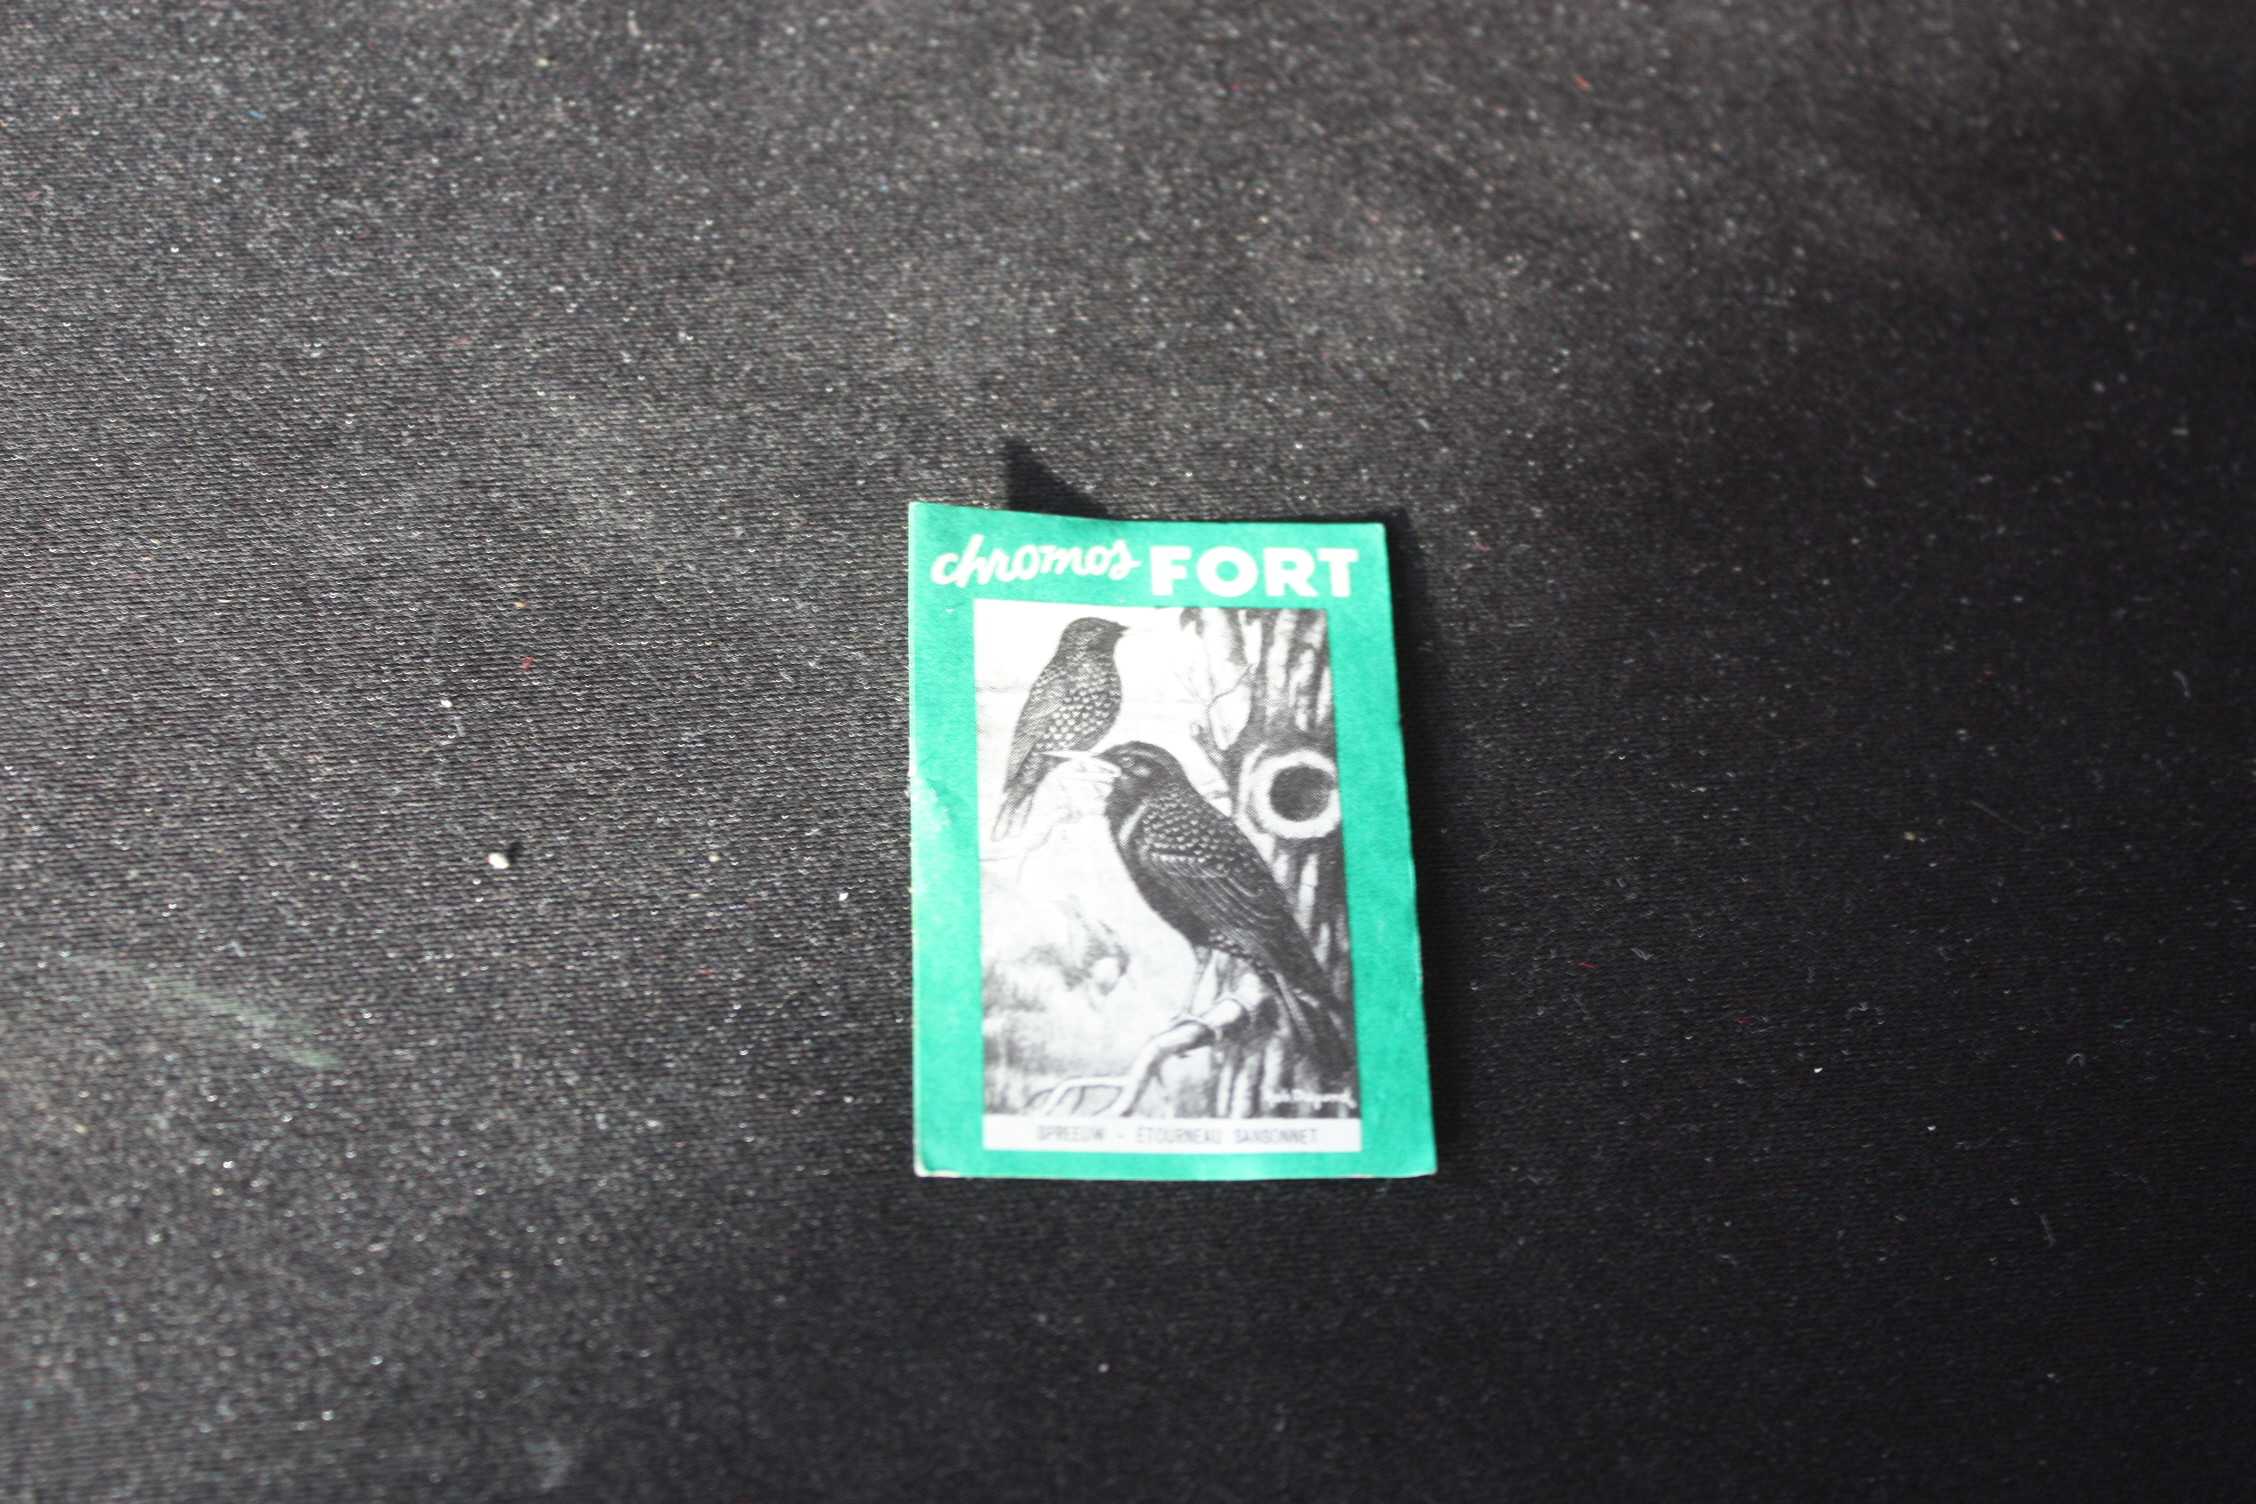 chromos FORT
SPREEUW - ÉTOURNEAU SANSONNET